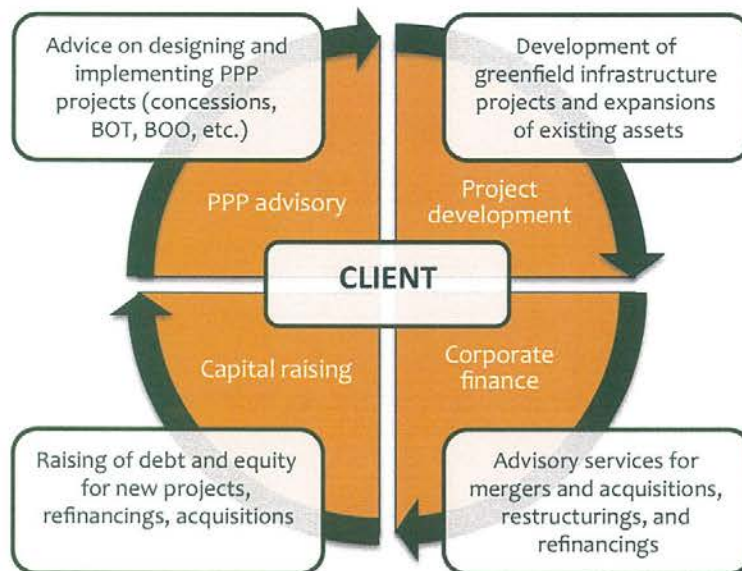 Advice on designing and
implementing PPP
projects (concessions,
BOT, BOO, etc.)
Development of
greenfield infrastructure
projects and expansions
of existing assets
PPP advisory
Project
development
CLIENT
Capital raising
Corporate
finance
Raising of debt and equity
for new projects,
refinancings, acquisitions
Advisory services for
mergers and acquisitions,
restructurings, and
refinancings